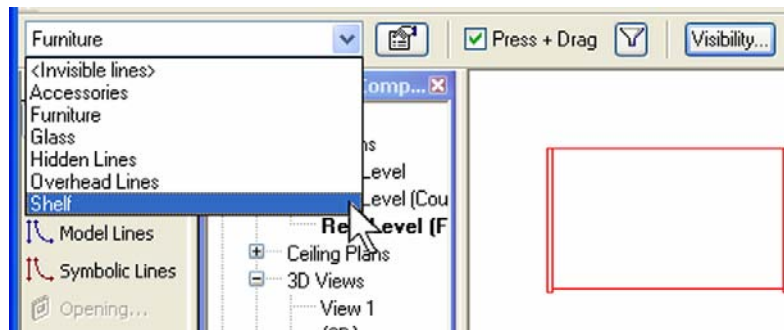 Furniture
Press + Drag
Visibility...
<Invisible lines>
Accessories
Furniture
Glass
Hidden Lines
Overhead Lines
Shelf
Model Lines
Symbolic Lines
Opening...
Comp...
ns
Level
Level (Cou
Level (F
Ceiling Plans
3D Views
View 1